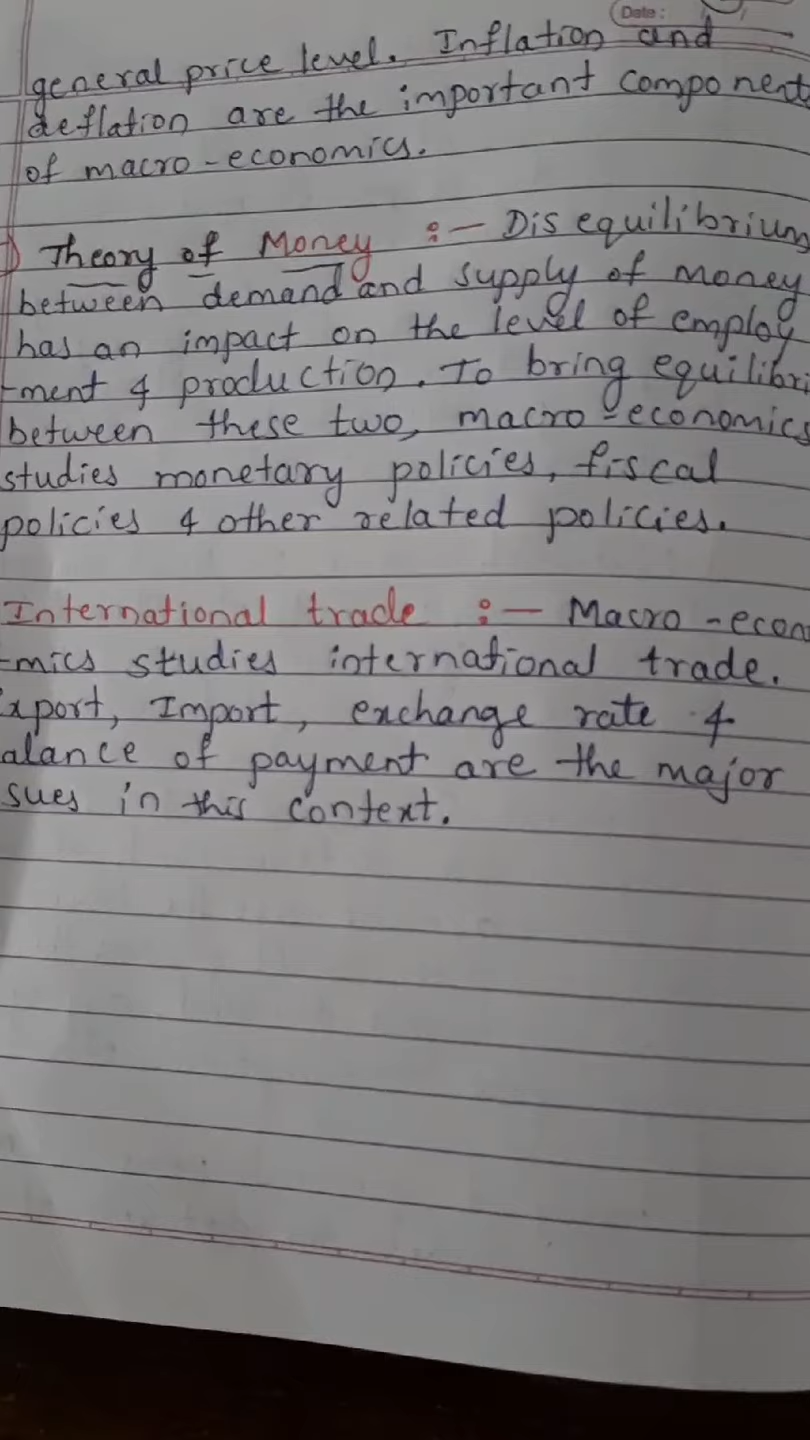 Date :
general price level. Inflation and
deflation are the important component
of macro-economics.
) Theory of Money :- Disequilibrium
between demand and supply of money
has an impact on the level of employ
-ment & production. To bring equilibri
between these two, macro-economics
studies monetary policies, fiscal
policies & other related policies.
International trade :- Macro-econo
-mics studies international trade.
xport, Import, exchange rate &
alance of payment are the major
sues in this context.